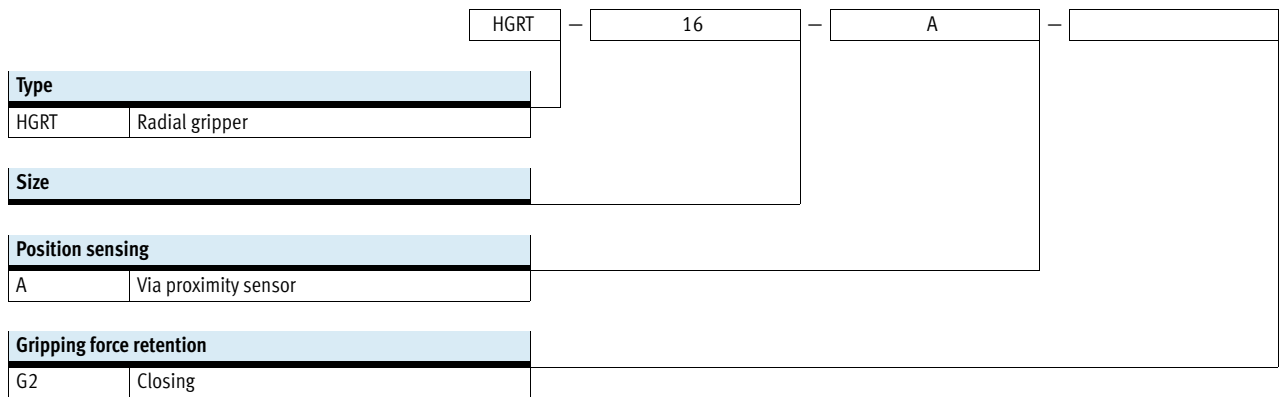 HGRT – 16 – A –
Type
HGRT Radial gripper
Size
Position sensing
A Via proximity sensor
Gripping force retention
G2 Closing